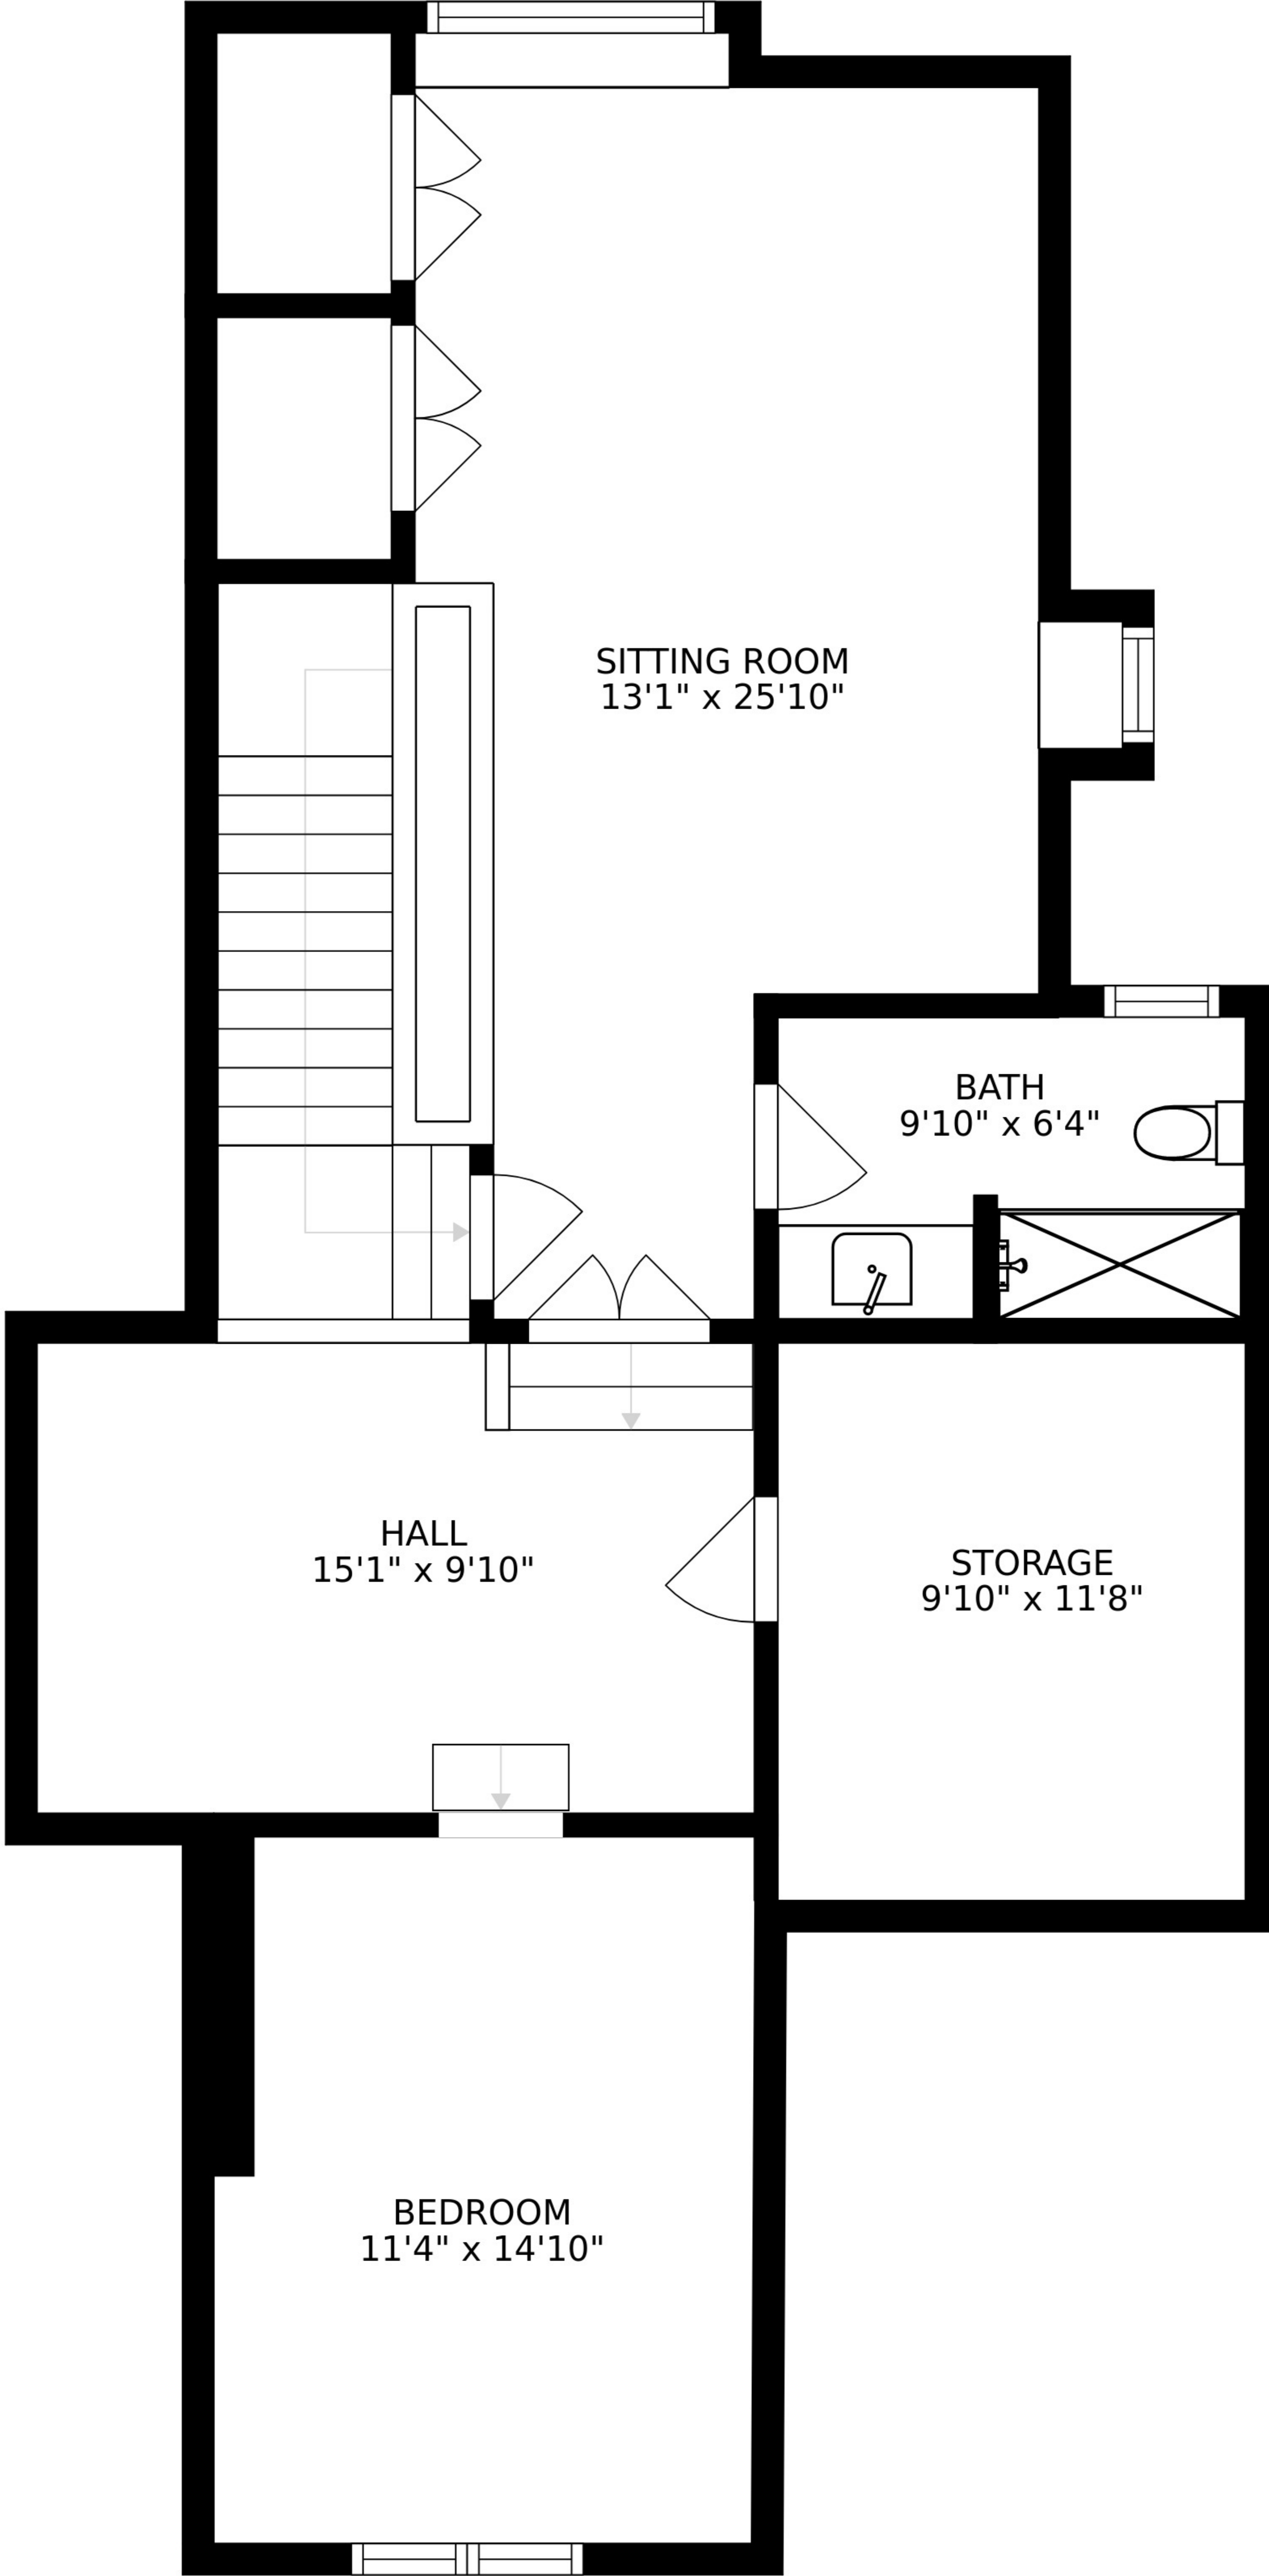 SITTING ROOM
13'1" x 25'10"
BATH
9'10" x 6'4"
HALL
15'1" x 9'10"
STORAGE
9'10" x 11'8"
BEDROOM
11'4" x 14'10"